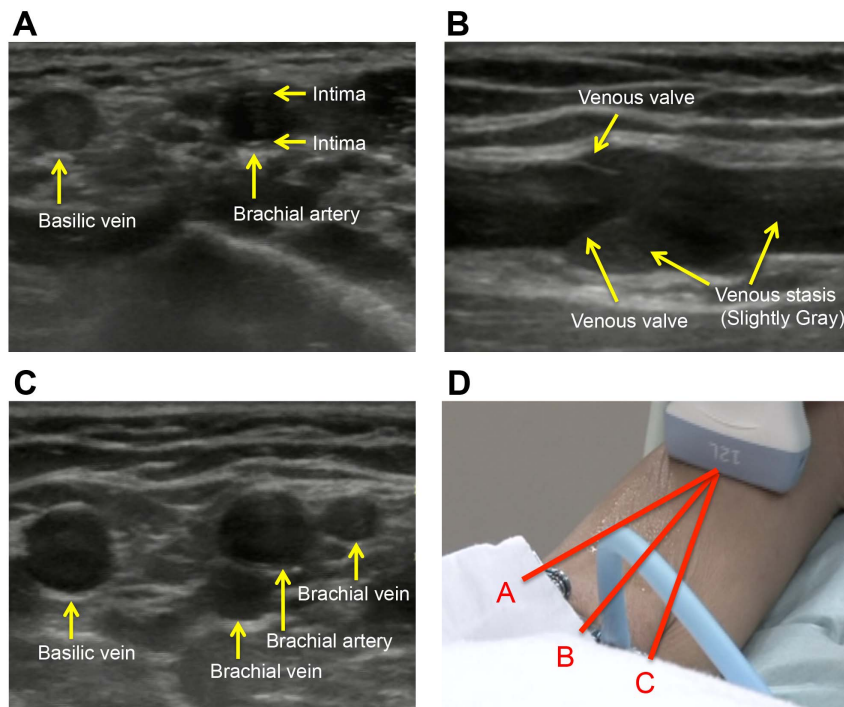 A
Intima
Intima
Basilic vein
Brachial artery
B
Venous valve
Venous valve
Venous stasis
(Slightly Gray)
C
Basilic vein
Brachial vein
Brachial artery
Brachial vein
D
12L
A
B
C